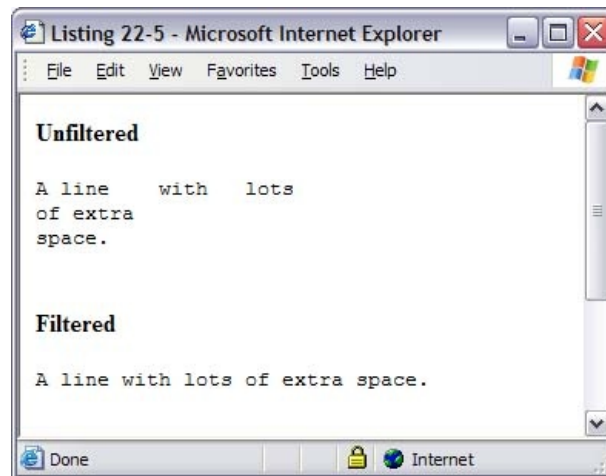 Listing 22-5 - Microsoft Internet Explorer
File Edit View Favorites Tools Help
Unfiltered
A line    with   lots
of extra
space.
Filtered
A line with lots of extra space.
Done Internet